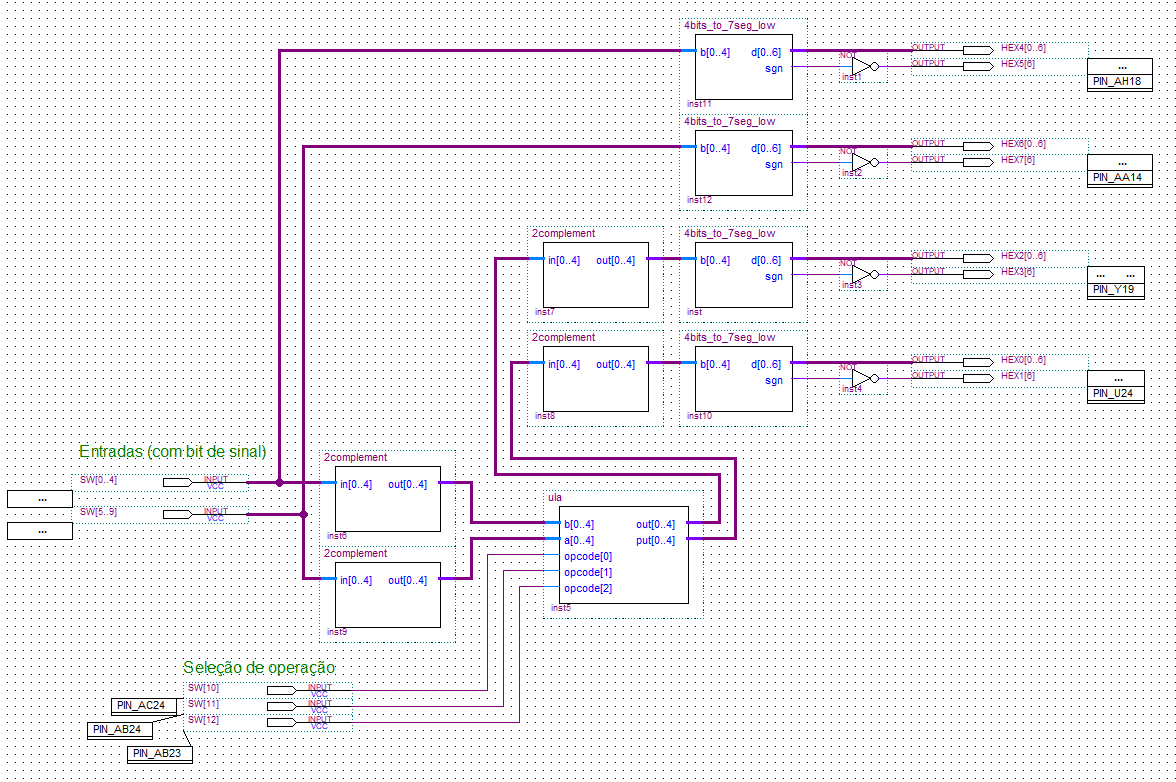 4bits_to_7seg_low
b[0..4] d[0..6]
sgn
inst11
NOT
inst1
OUTPUT HEX4[0..6]
OUTPUT HEX5[6]
...
PIN_AH18
4bits_to_7seg_low
b[0..4] d[0..6]
sgn
inst12
NOT
inst2
OUTPUT HEX6[0..6]
OUTPUT HEX7[6]
...
PIN_AA14
2complement
in[0..4] out[0..4]
inst7
4bits_to_7seg_low
b[0..4] d[0..6]
sgn
inst
NOT
inst3
OUTPUT HEX2[0..6]
OUTPUT HEX3[6]
... ...
PIN_Y19
2complement
in[0..4] out[0..4]
inst8
4bits_to_7seg_low
b[0..4] d[0..6]
sgn
inst10
NOT
inst4
OUTPUT HEX0[0..6]
OUTPUT HEX1[6]
...
PIN_U24
Entradas (com bit de sinal)
SW[0..4] INPUT
VCC
...
SW[5..9] INPUT
VCC
...
2complement
in[0..4] out[0..4]
inst6
2complement
in[0..4] out[0..4]
inst9
ula
b[0..4] out[0..4]
a[0..4] put[0..4]
opcode[0]
opcode[1]
opcode[2]
inst5
Seleção de operação
SW[10] INPUT
VCC
SW[11] INPUT
VCC
SW[12] INPUT
VCC
PIN_AC24
PIN_AB24
PIN_AB23